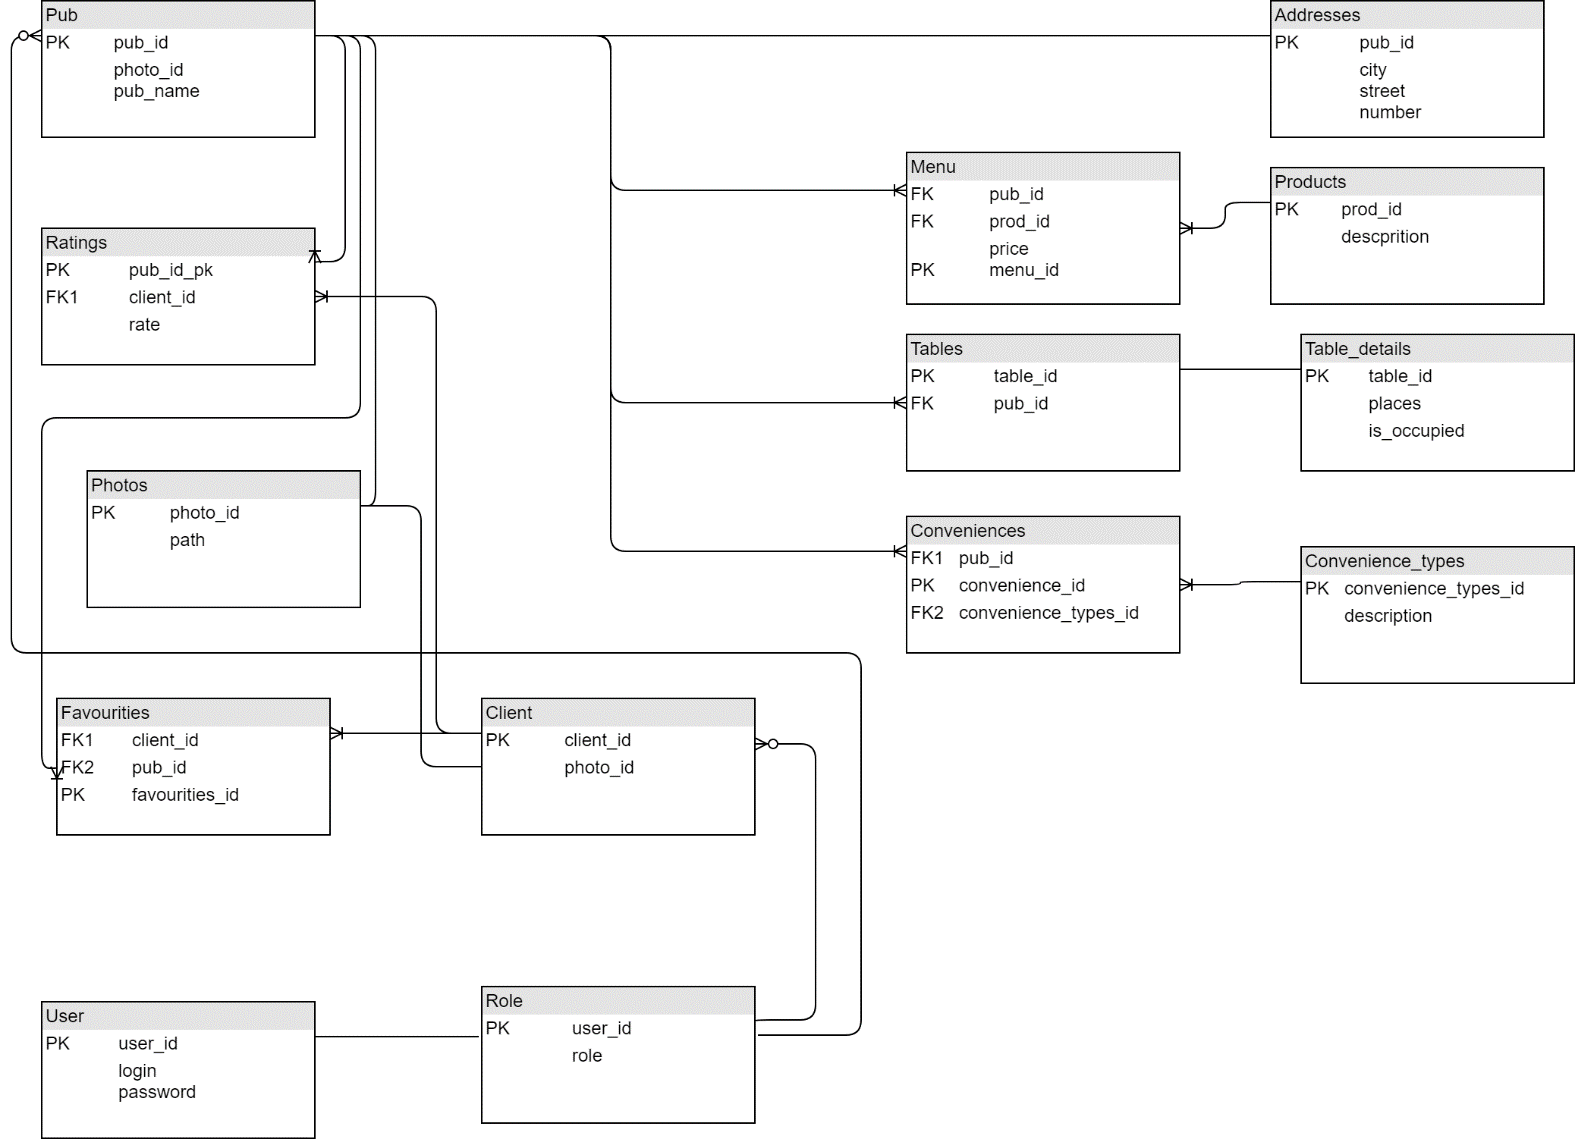 Pub
PK pub_id
photo_id
pub_name
Addresses
PK pub_id
city
street
number
Menu
FK pub_id
FK prod_id
price
PK menu_id
Products
PK prod_id
descprition
Ratings
PK pub_id_pk
FK1 client_id
rate
Tables
PK table_id
FK pub_id
Table_details
PK table_id
places
is_occupied
Photos
PK photo_id
path
Conveniences
FK1 pub_id
PK convenience_id
FK2 convenience_types_id
Convenience_types
PK convenience_types_id
description
Favourities
FK1 client_id
FK2 pub_id
PK favourities_id
Client
PK client_id
photo_id
User
PK user_id
login
password
Role
PK user_id
role